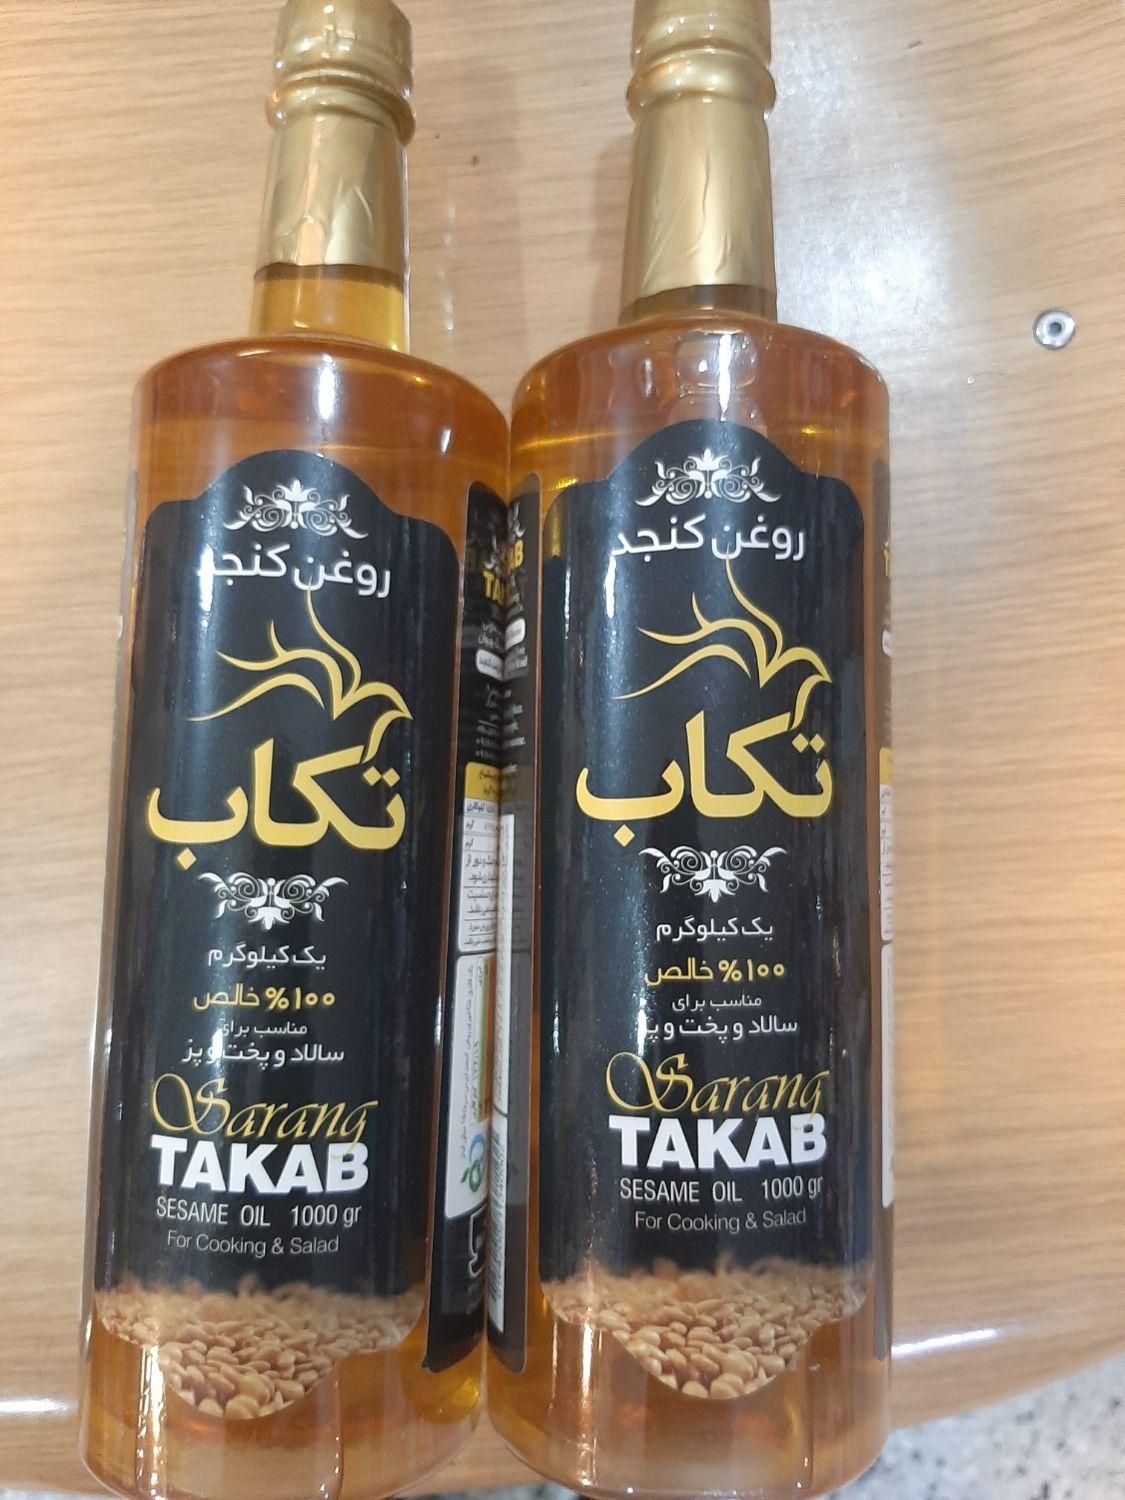 روغن کنجد
تکاب
یک کیلوگرم
۱۰۰% خالص
مناسب برای
سالاد و پخت و پز
Sarang
TAKAB
SESAME OIL 1000 gr
For Cooking & Salad
روغن کنجد
تکاب
یک کیلوگرم
۱۰۰% خالص
مناسب برای
سالاد و پخت و پز
Sarang
TAKAB
SESAME OIL 1000 gr
For Cooking & Salad